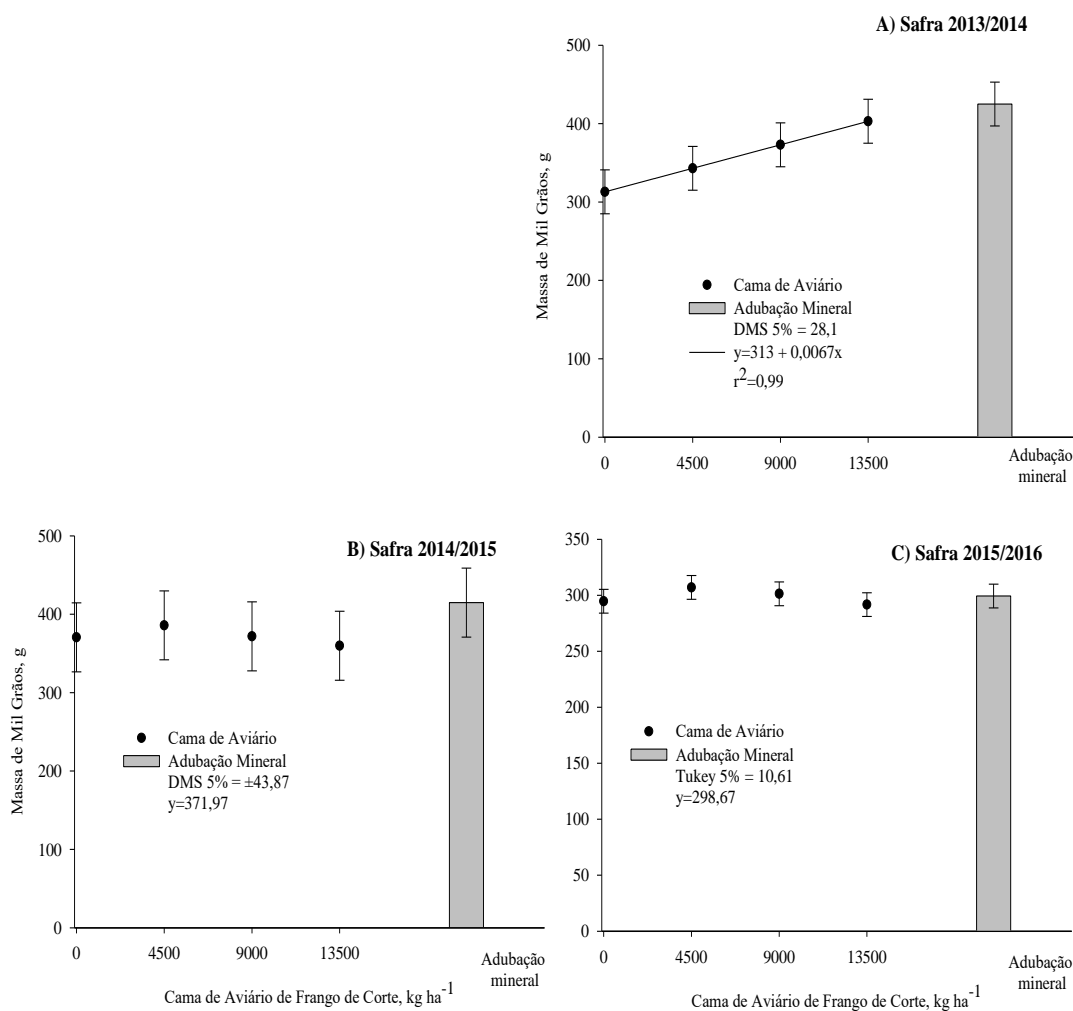 A) Safra 2013/2014
Massa de Mil Grãos, g
500
400
300
200
100
0
Cama de Aviário
Adubação Mineral
DMS 5% = 28,1
y=313 + 0,0067x
r²=0,99
0 4500 9000 13500 Adubação
mineral
B) Safra 2014/2015
Massa de Mil Grãos, g
500
400
300
200
100
0
Cama de Aviário
Adubação Mineral
DMS 5% = ±43,87
y=371,97
0 4500 9000 13500 Adubação
mineral
Cama de Aviário de Frango de Corte, kg ha⁻¹
C) Safra 2015/2016
350
300
250
200
150
100
50
0
Cama de Aviário
Adubação Mineral
Tukey 5% = 10,61
y=298,67
0 4500 9000 13500 Adubação
mineral
Cama de Aviário de Frango de Corte, kg ha⁻¹